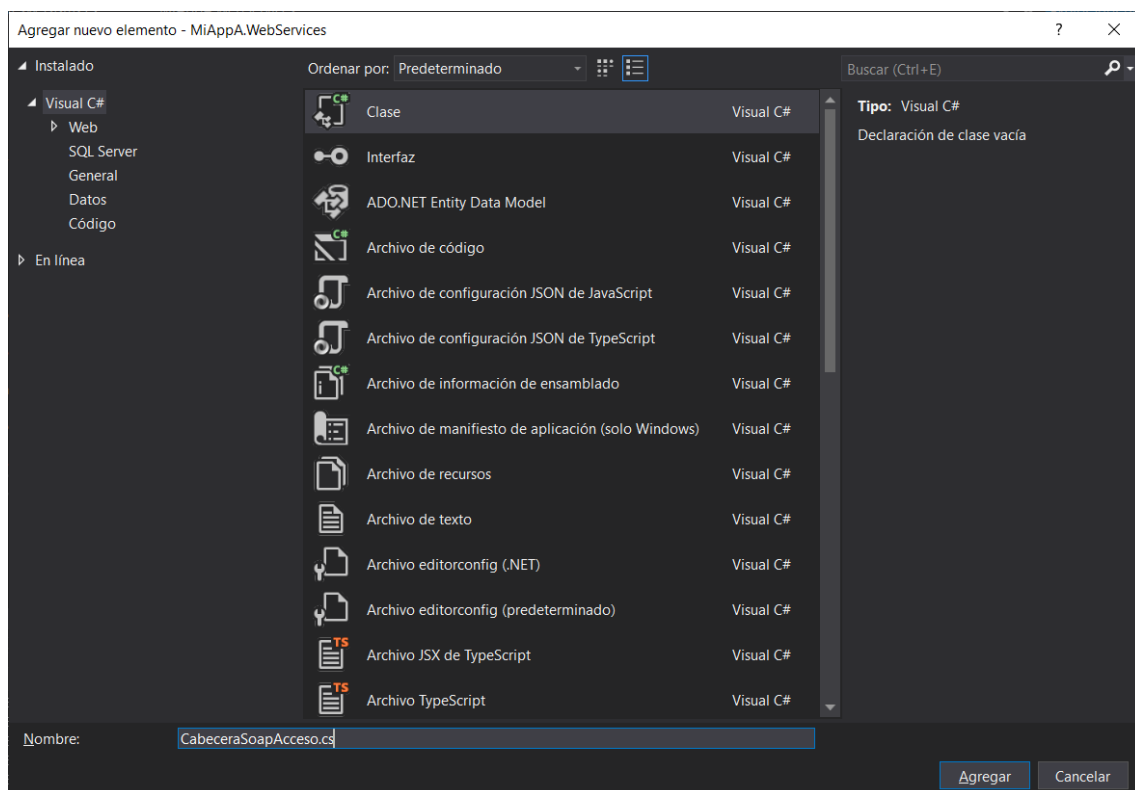 Agregar nuevo elemento - MiAppA.WebServices
? ×
Instalado
Visual C#
Web
SQL Server
General
Datos
Código
En línea
Ordenar por: Predeterminado
Clase Visual C#
Interfaz Visual C#
ADO.NET Entity Data Model Visual C#
Archivo de código Visual C#
Archivo de configuración JSON de JavaScript Visual C#
Archivo de configuración JSON de TypeScript Visual C#
Archivo de información de ensamblado Visual C#
Archivo de manifiesto de aplicación (solo Windows) Visual C#
Archivo de recursos Visual C#
Archivo de texto Visual C#
Archivo editorconfig (.NET) Visual C#
Archivo editorconfig (predeterminado) Visual C#
Archivo JSX de TypeScript Visual C#
Archivo TypeScript Visual C#
Buscar (Ctrl+E)
Tipo: Visual C#
Declaración de clase vacía
Nombre: CabeceraSoapAcceso.cs
Agregar Cancelar